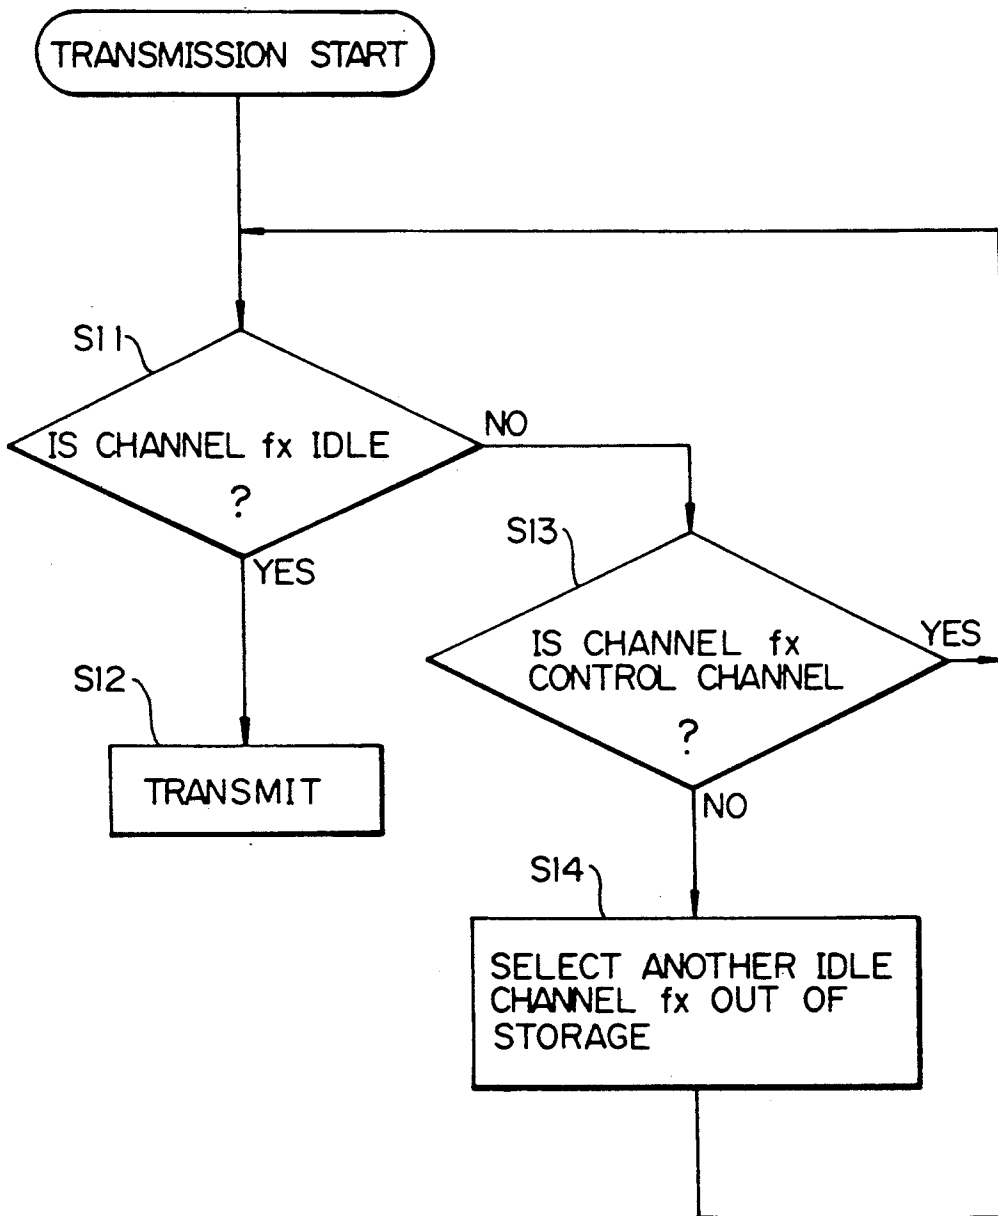 TRANSMISSION START
S11
IS CHANNEL fx IDLE
?
NO
YES
S12
TRANSMIT
S13
IS CHANNEL fx
CONTROL CHANNEL
?
YES
NO
S14
SELECT ANOTHER IDLE
CHANNEL fx OUT OF
STORAGE